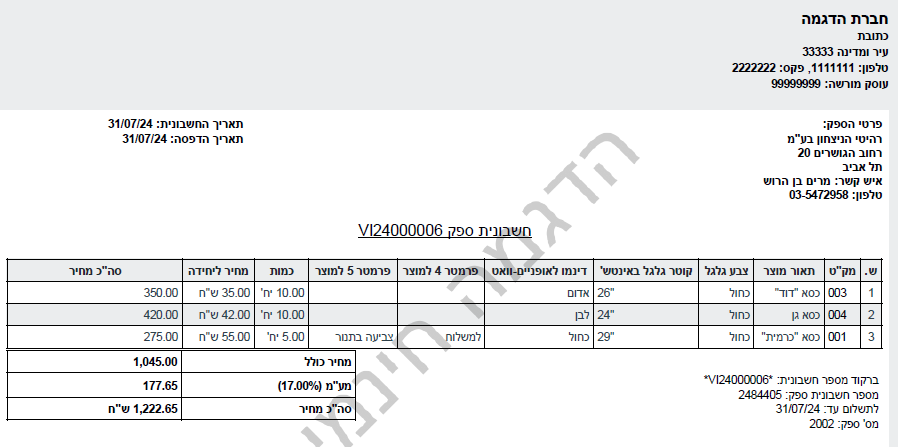 חברת הדגמה
כתובת
עיר ומדינה 33333
טלפון: 1111111, פקס: 2222222
עוסק מורשה: 99999999
פרטי הספק:
רהיטי הניצחון בע"מ
רחוב הגושרים 20
תל אביב
איש קשר: מרים בן הרוש
טלפון: 03-5472958
תאריך החשבונית: 31/07/24
תאריך הדפסה: 31/07/24
חשבונית ספק VI24000006
ש. מק"ט תאור מוצר צבע גלגל קוטר גלגל באינטש' דינמו לאופניים-וואט פרמטר 4 למוצר פרמטר 5 למוצר כמות מחיר ליחידה סה"כ מחיר
1 003 כסא "דוד" כחול 26" אדום 10.00 יח' 35.00 ש"ח 350.00
2 004 כסא גן כחול 24" לבן 10.00 יח' 42.00 ש"ח 420.00
3 001 כסא "כרמית" כחול 29" כחול למשלוח צביעה בתנור 5.00 יח' 55.00 ש"ח 275.00
מחיר כולל 1,045.00
מע"מ (17.00%) 177.65
סה"כ מחיר 1,222.65 ש"ח
ברקוד מספר חשבונית: *VI24000006*
מספר חשבונית ספק: 2484405
לתשלום עד: 31/07/24
מס' ספק: 2002
הדגמה חינמי